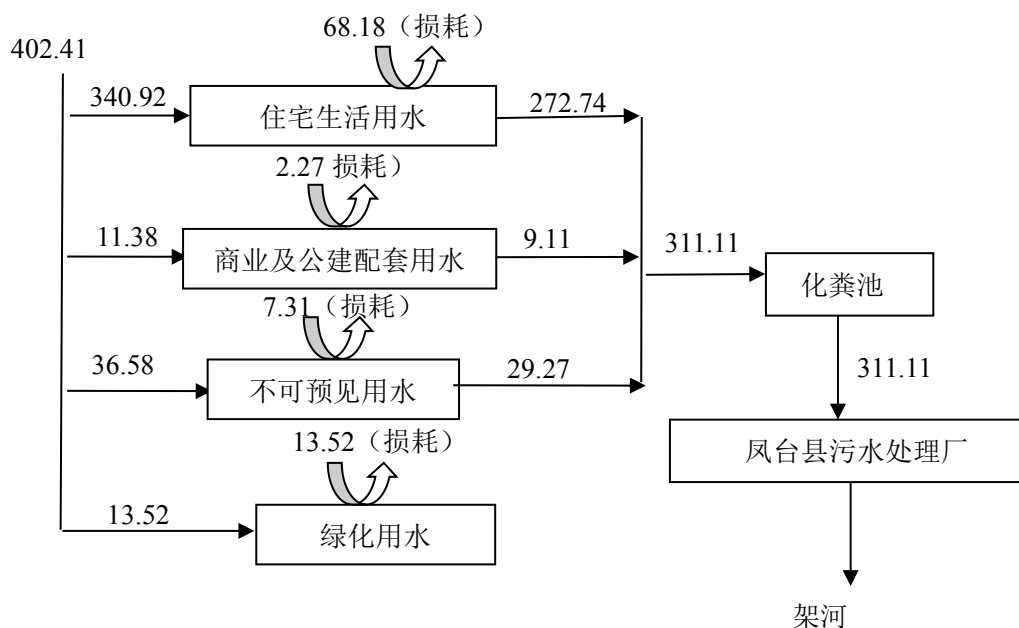 68.18（损耗）
402.41
340.92
住宅生活用水
272.74
2.27 损耗）
11.38
商业及公建配套用水
9.11
311.11
化粪池
7.31（损耗）
36.58
不可预见用水
29.27
311.11
13.52（损耗）
凤台县污水处理厂
13.52
绿化用水
架河